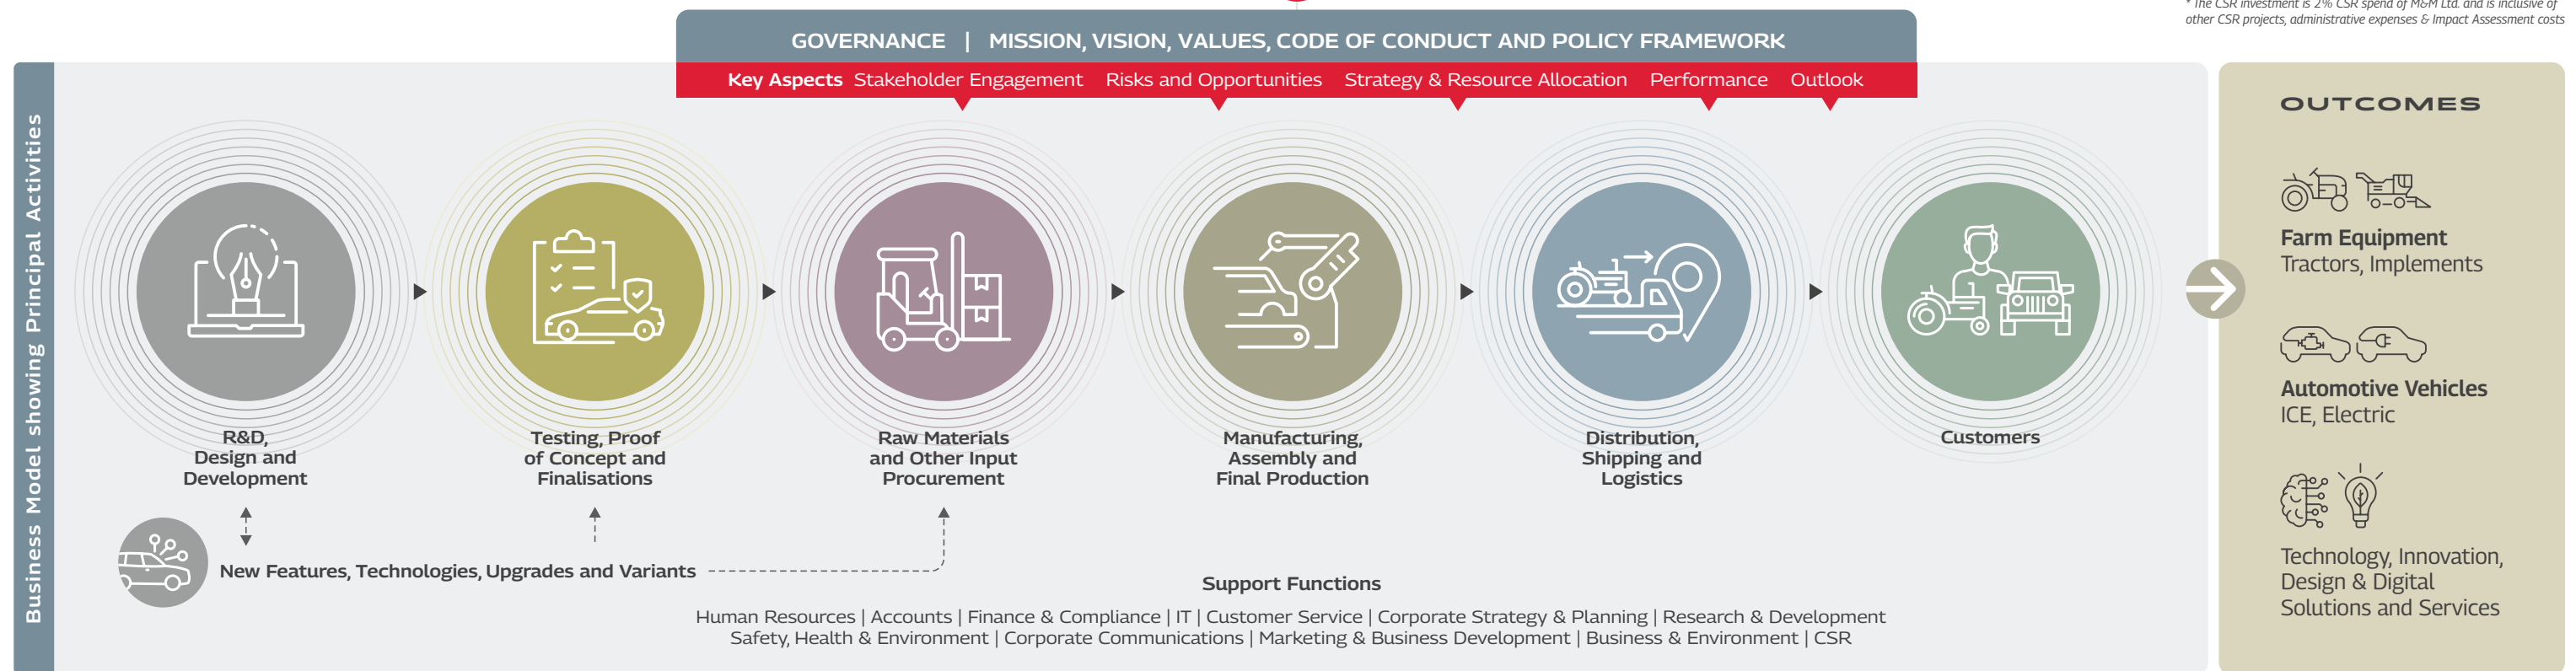 * The CSR investment is 2% CSR spend of M&M Ltd. and is inclusive of
other CSR projects, administrative expenses & Impact Assessment costs
GOVERNANCE | MISSION, VISION, VALUES, CODE OF CONDUCT AND POLICY FRAMEWORK
Key Aspects Stakeholder Engagement Risks and Opportunities Strategy & Resource Allocation Performance Outlook
Business Model showing Principal Activities
R&D,
Design and
Development
Testing, Proof
of Concept and
Finalisations
Raw Materials
and Other Input
Procurement
Manufacturing,
Assembly and
Final Production
Distribution,
Shipping and
Logistics
Customers
New Features, Technologies, Upgrades and Variants
Support Functions
Human Resources | Accounts | Finance & Compliance | IT | Customer Service | Corporate Strategy & Planning | Research & Development
Safety, Health & Environment | Corporate Communications | Marketing & Business Development | Business & Environment | CSR
OUTCOMES
Farm Equipment
Tractors, Implements
Automotive Vehicles
ICE, Electric
Technology, Innovation,
Design & Digital
Solutions and Services